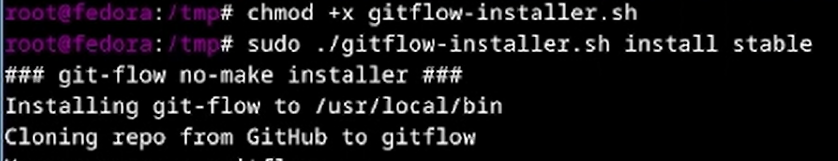 root@fedora:/tmp# chmod +x gitflow-installer.sh
root@fedora:/tmp# sudo ./gitflow-installer.sh install stable
### git-flow no-make installer ###
Installing git-flow to /usr/local/bin
Cloning repo from GitHub to gitflow